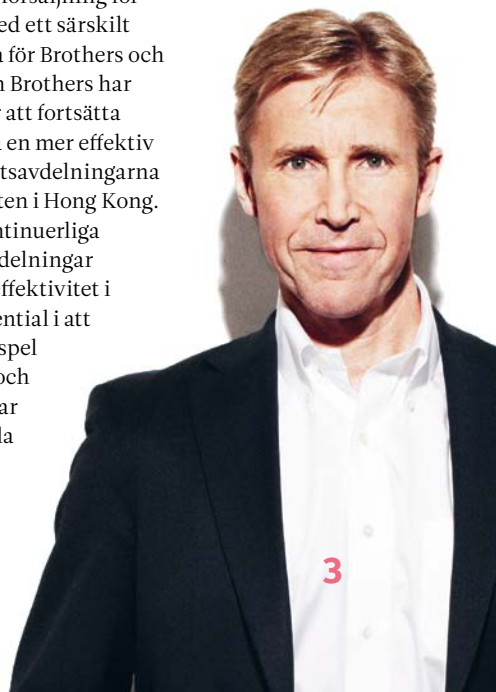 ed ett särskilt
för Brothers och
Brothers har
att fortsätta
en mer effektiv
tsavdelningarna
ten i Hong Kong.
ntinuerliga
delningar
ffektivitet i
ential i att
spel
och
ar
la
3